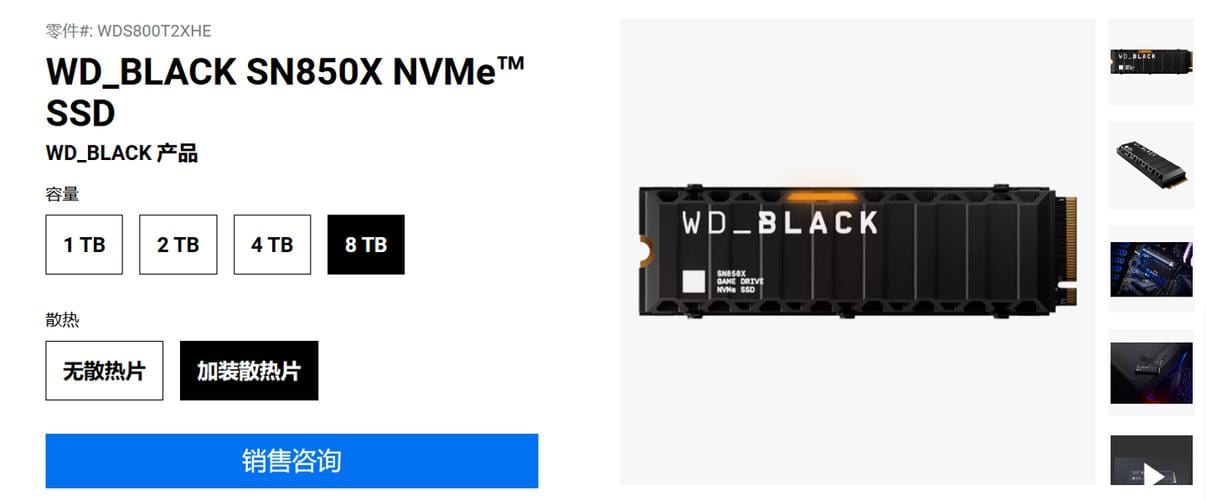 零件#: WDS800T2XHE
WD_BLACK SN850X NVMe™
SSD
WD_BLACK 产品
容量
1 TB
2 TB
4 TB
8 TB
散热
无散热片
加装散热片
销售咨询
WD_BLACK
SN850X
GAME DRIVE
NVMe SSD
WD_BLACK